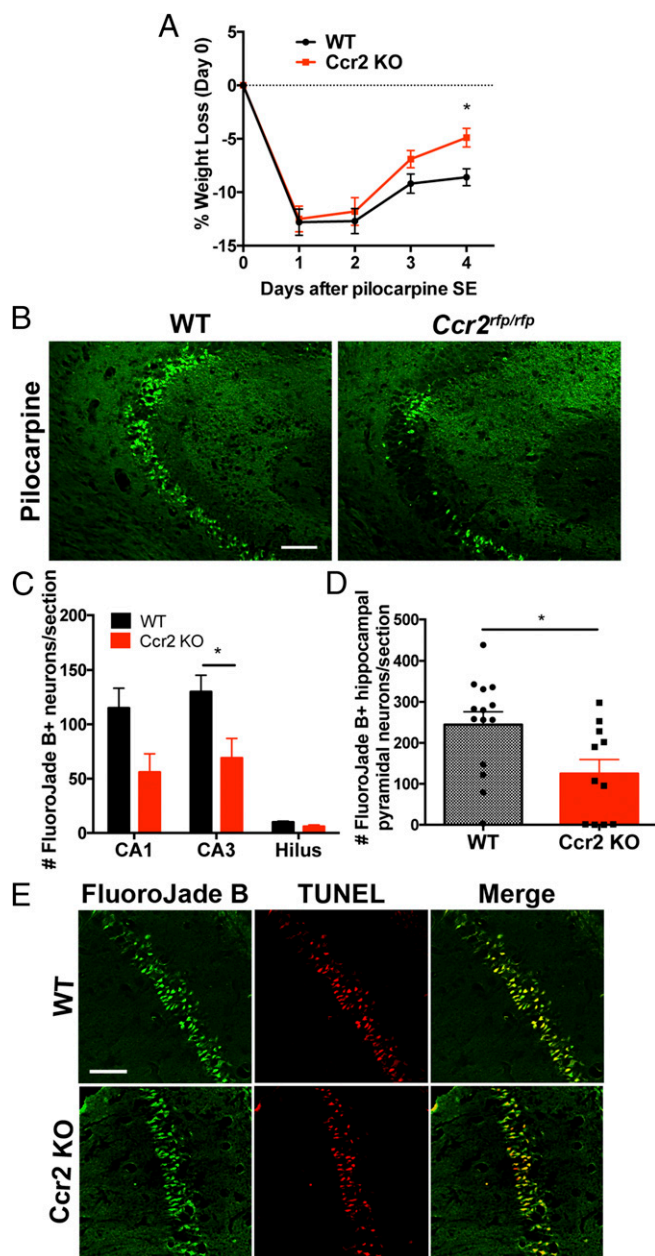 A
WT
Ccr2 KO
5
0
-5
-10
-15
% Weight Loss (Day 0)
*
0 1 2 3 4
Days after pilocarpine SE
B
WT Ccr2rfp/rfp
Pilocarpine
C
WT
Ccr2 KO
*
200
150
100
50
0
# FluoroJade B+ neurons/section
CA1 CA3 Hilus
D
*
500
400
300
200
100
0
# FluoroJade B+ hippocampal
pyramidal neurons/section
WT Ccr2 KO
E
FluoroJade B TUNEL Merge
WT
Ccr2 KO